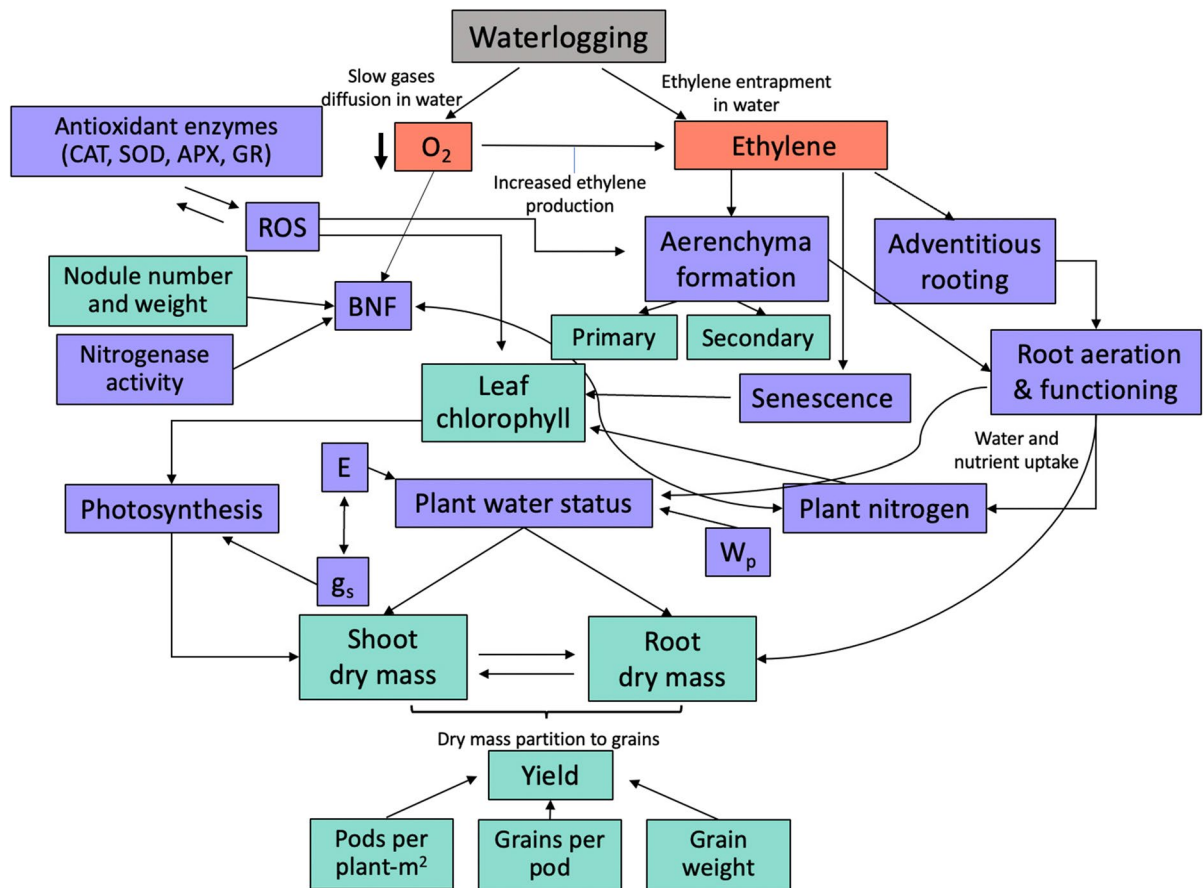 Waterlogging
Slow gases
diffusion in water
Ethylene entrapment
in water
Antioxidant enzymes
(CAT, SOD, APX, GR)
O₂
Ethylene
Increased ethylene
production
ROS
Aerenchyma
formation
Adventitious
rooting
Nodule number
and weight
BNF
Primary
Secondary
Nitrogenase
activity
Root aeration
& functioning
Leaf
chlorophyll
Senescence
Water and
nutrient uptake
E
Photosynthesis
Plant water status
Plant nitrogen
Wₚ
gₛ
Shoot
dry mass
Root
dry mass
Dry mass partition to grains
Yield
Pods per
plant-m²
Grains per
pod
Grain
weight